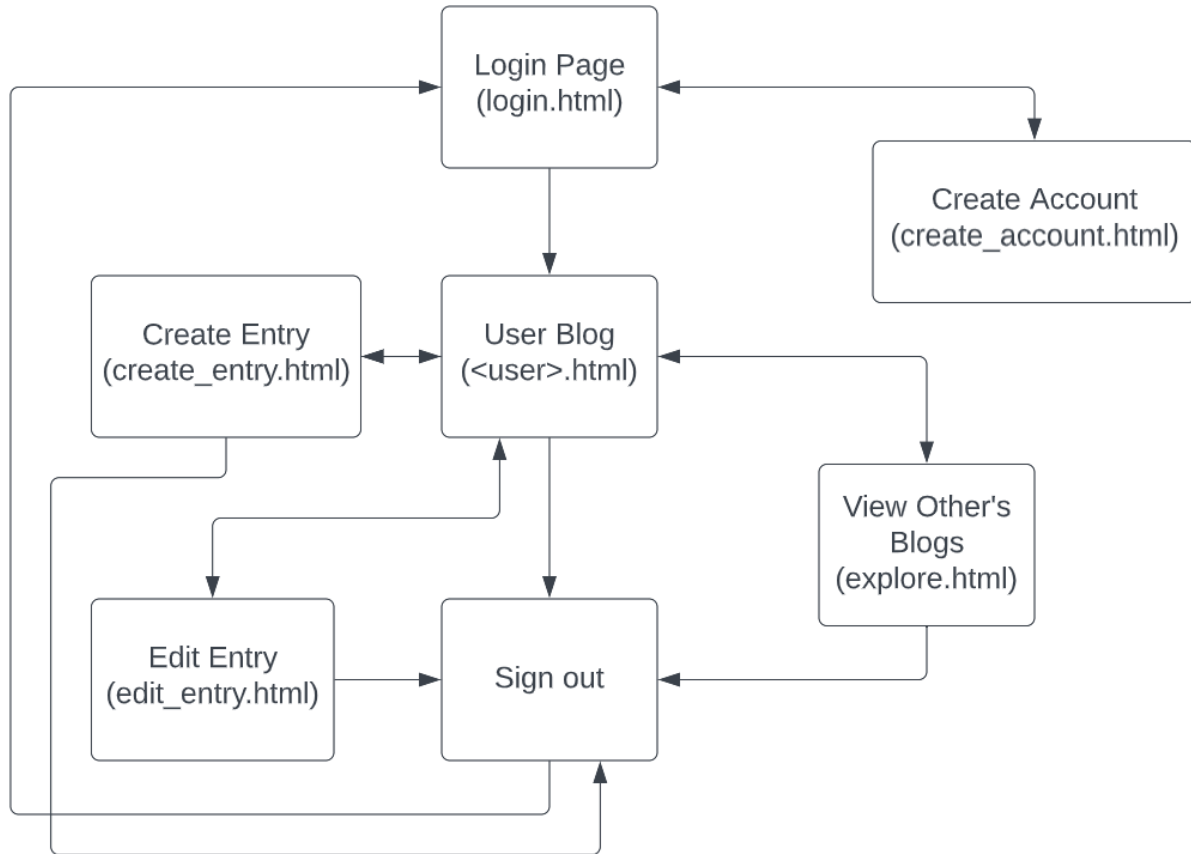 Login Page
(login.html)
Create Account
(create_account.html)
Create Entry
(create_entry.html)
User Blog
(<user>.html)
View Other's
Blogs
(explore.html)
Edit Entry
(edit_entry.html)
Sign out